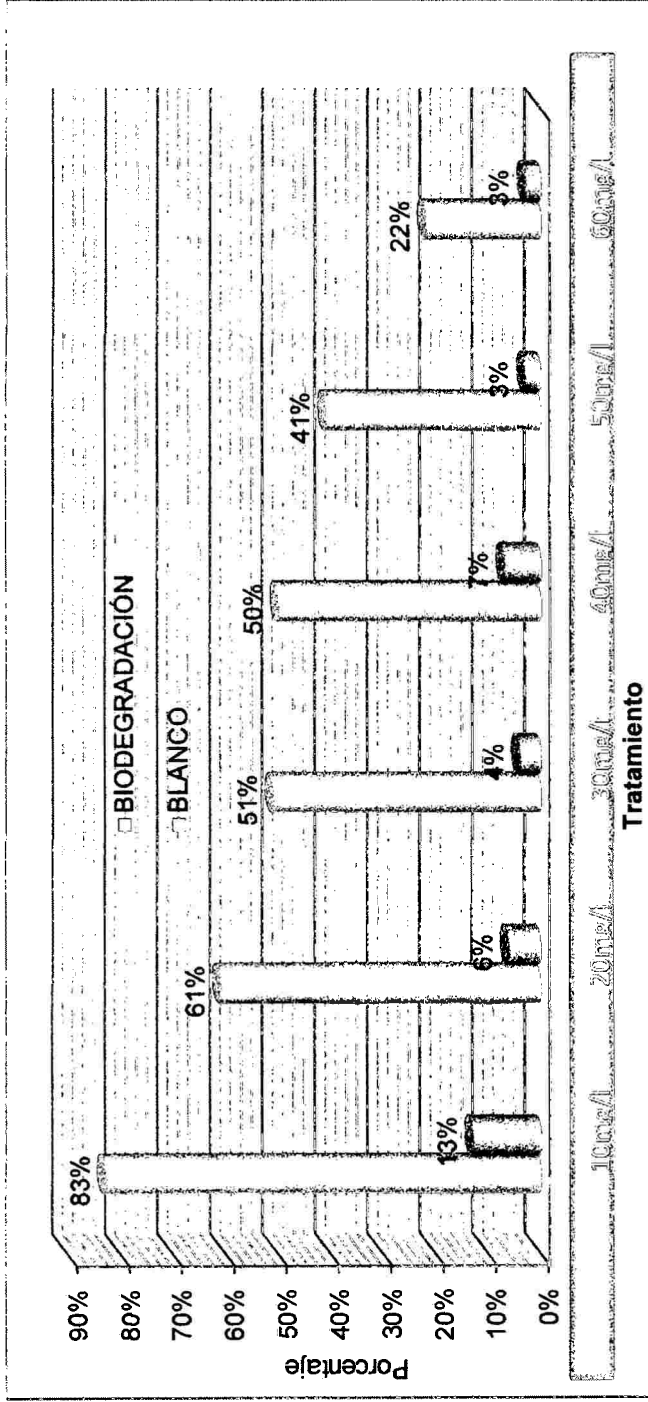 Porcentaje
90%
80%
70%
60%
50%
40%
30%
20%
10%
0%
BIODEGRADACIÓN
BLANCO
83%
13%
61%
6%
51%
4%
50%
7%
41%
3%
22%
3%
10mg/l
20mg/l
30mg/l
40mg/l
50mg/l
60mg/l
Tratamiento